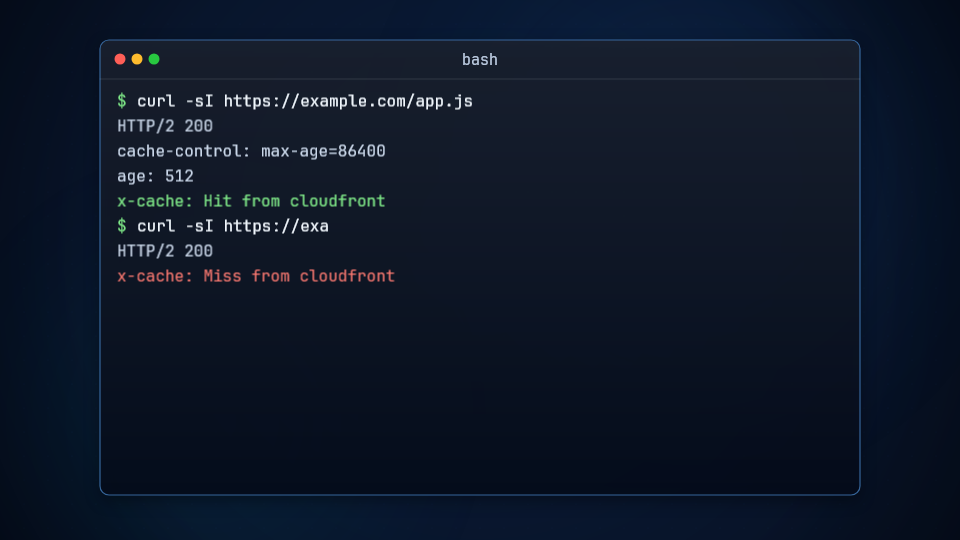 bash
$ curl -sI https://example.com/app.js
HTTP/2 200
cache-control: max-age=86400
age: 512
x-cache: Hit from cloudfront
$ curl -sI https://exa
HTTP/2 200
x-cache: Miss from cloudfront